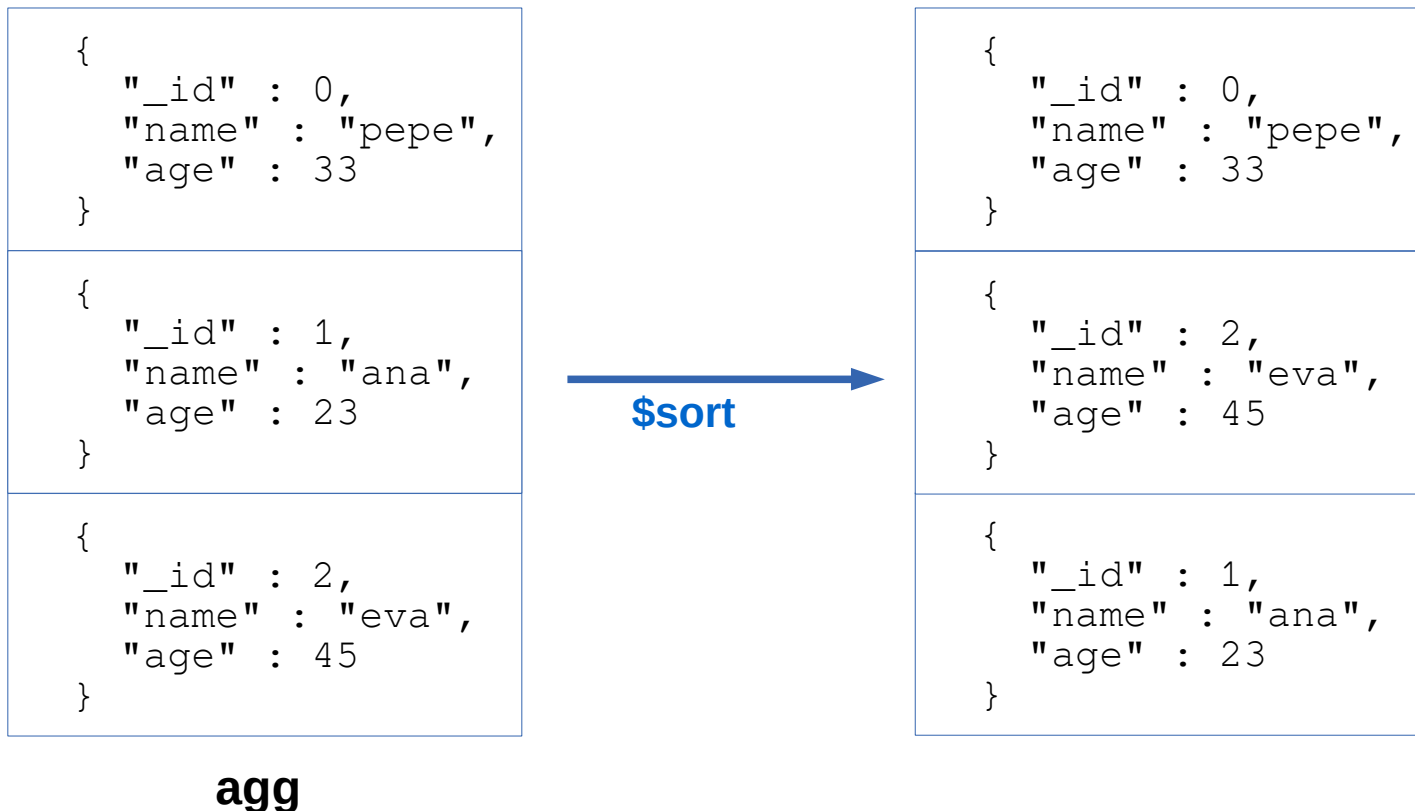 {
"_id" : 0,
"name" : "pepe",
"age" : 33
}
{
"_id" : 1,
"name" : "ana",
"age" : 23
}
{
"_id" : 2,
"name" : "eva",
"age" : 45
}
agg
$sort
{
"_id" : 0,
"name" : "pepe",
"age" : 33
}
{
"_id" : 2,
"name" : "eva",
"age" : 45
}
{
"_id" : 1,
"name" : "ana",
"age" : 23
}